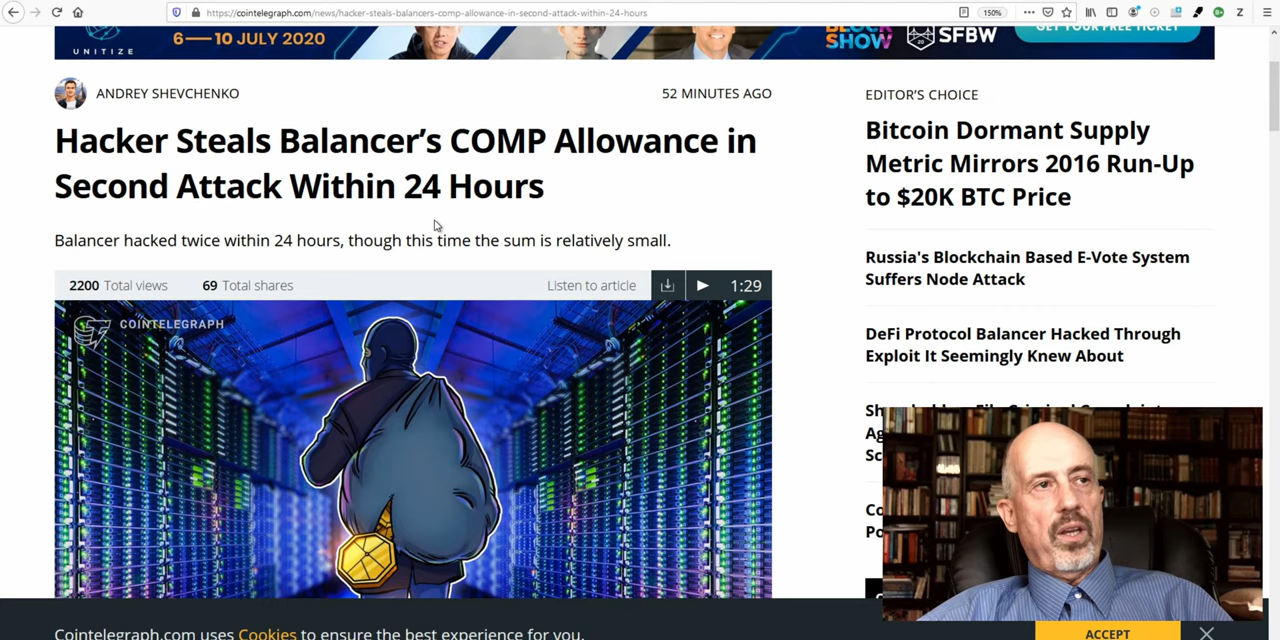 https://cointelegraph.com/news/hacker-steals-balancers-comp-allowance-in-second-attack-within-24-hours
150%
UNITIZE
6—10 JULY 2020
BLOCK
SHOW
SFBW
GET YOUR FREE TICKET
ANDREY SHEVCHENKO
52 MINUTES AGO
Hacker Steals Balancer’s COMP Allowance in
Second Attack Within 24 Hours
Balancer hacked twice within 24 hours, though this time the sum is relatively small.
2200 Total views
69 Total shares
Listen to article
1:29
COINTELEGRAPH
EDITOR’S CHOICE
Bitcoin Dormant Supply
Metric Mirrors 2016 Run-Up
to $20K BTC Price
Russia's Blockchain Based E-Vote System
Suffers Node Attack
DeFi Protocol Balancer Hacked Through
Exploit It Seemingly Knew About
Cointelegraph.com uses Cookies to ensure the best experience for you.
ACCEPT